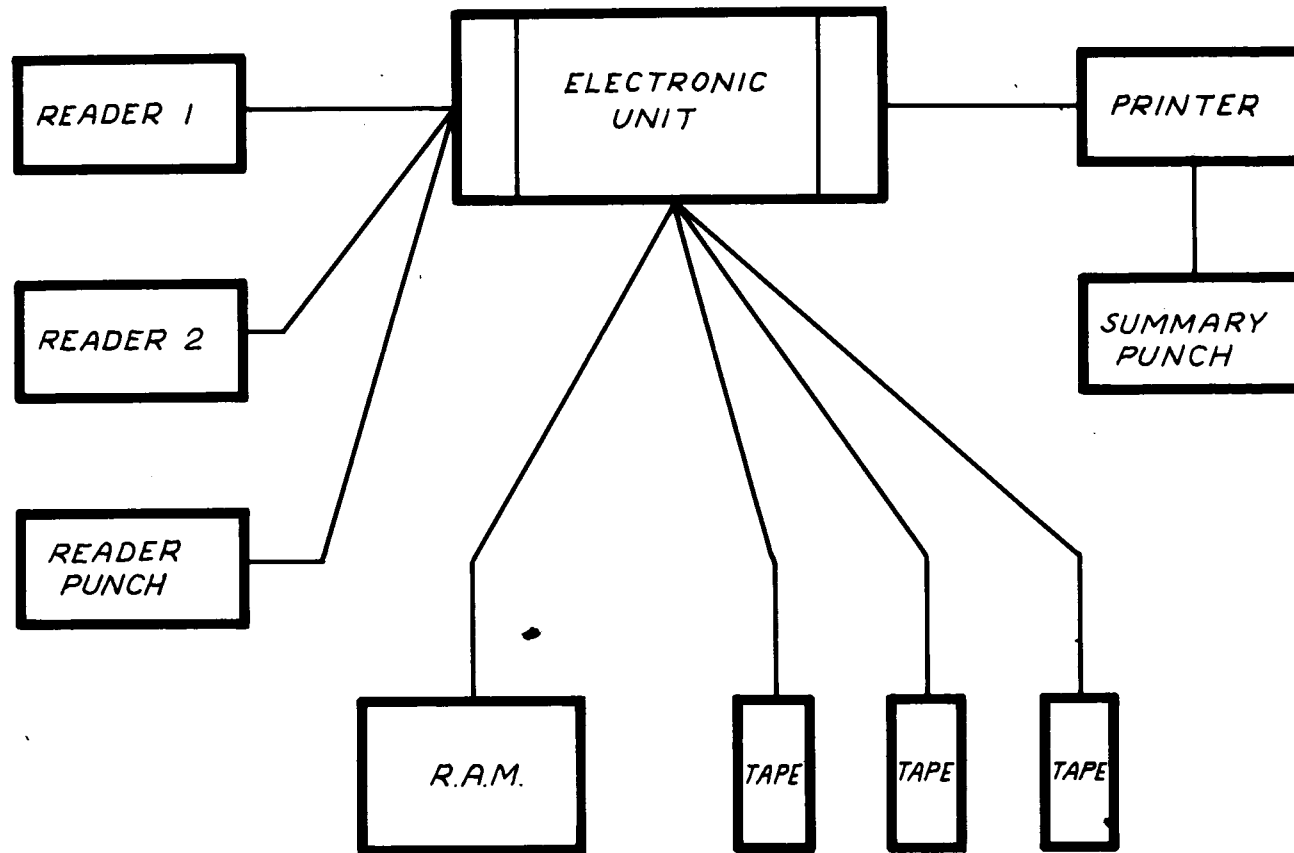 READER 1
ELECTRONIC
UNIT
PRINTER
READER 2
SUMMARY
PUNCH
READER
PUNCH
R.A.M.
TAPE
TAPE
TAPE